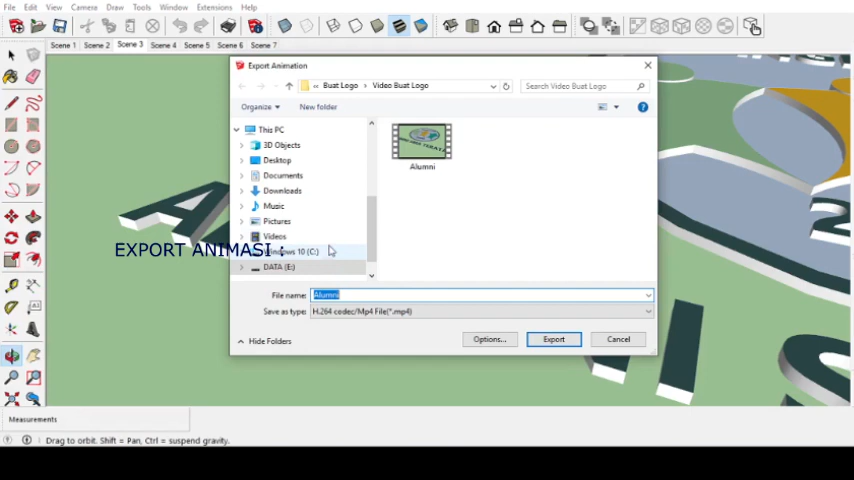 File Edit View Camera Draw Tools Window Extensions Help
Scene 1 Scene 2 Scene 3 Scene 4 Scene 5 Scene 6 Scene 7
Export Animation
« Buat Logo › Video Buat Logo
Search Video Buat Logo
Organize New folder
This PC
3D Objects
Desktop
Documents
Downloads
Music
Pictures
Videos
Windows 10 (C:)
DATA (E:)
Alumni
EXPORT ANIMASI :
File name: Alumni
Save as type: H.264 codec/Mp4 File(*.mp4)
Hide Folders
Options... Export Cancel
Measurements
Drag to orbit. Shift = Pan, Ctrl = suspend gravity.